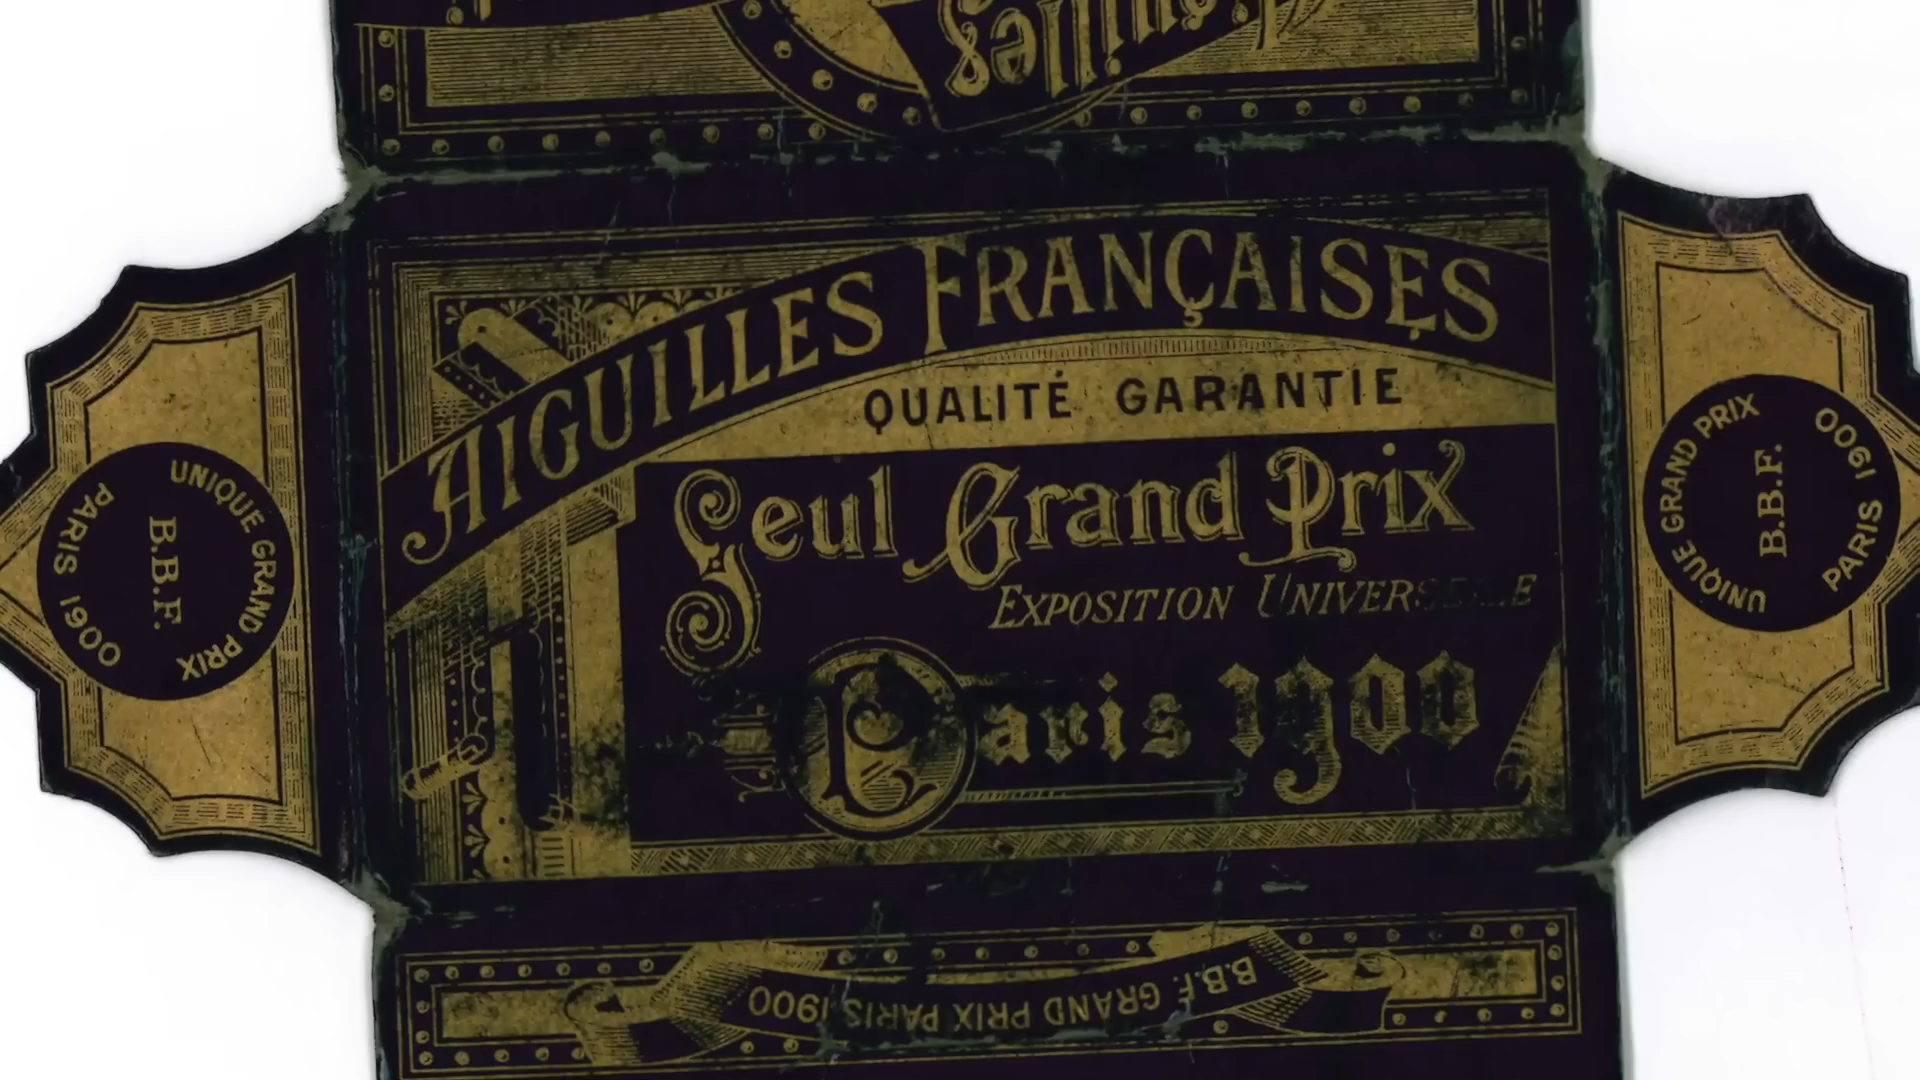 Aiguilles
AIGUILLES FRANÇAISES
QUALITÉ GARANTIE
Seul Grand Prix
EXPOSITION UNIVERSELLE
Paris 1900
UNIQUE GRAND PRIX
B.B.F.
PARIS 1900
UNIQUE GRAND PRIX
B.B.F.
PARIS 1900
B.B.F. GRAND PRIX PARIS 1900